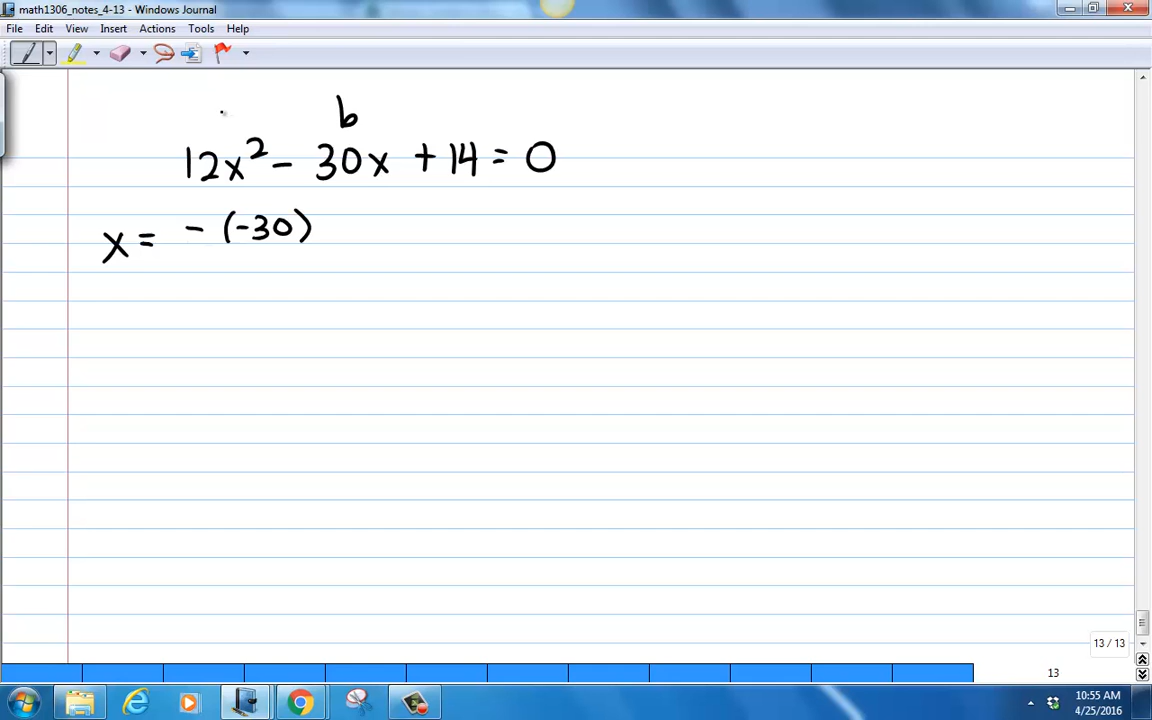 math1306_notes_4-13 - Windows Journal
File Edit View Insert Actions Tools Help
b
12x² - 30x + 14 = 0
x = - (-30)
13 / 13
13
10:55 AM
4/25/2016